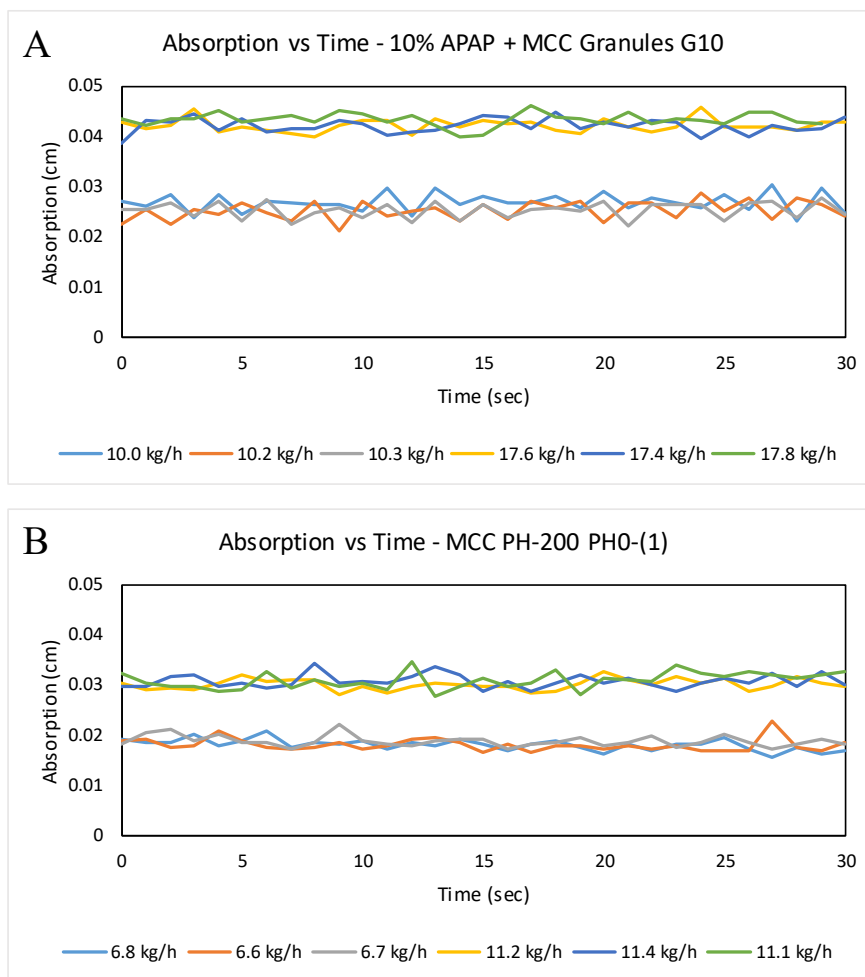 A
Absorption vs Time - 10% APAP + MCC Granules G10
0.05
0.04
0.03
0.02
0.01
0
Absorption (cm)
0 5 10 15 20 25 30
Time (sec)
10.0 kg/h 10.2 kg/h 10.3 kg/h 17.6 kg/h 17.4 kg/h 17.8 kg/h
B
Absorption vs Time - MCC PH-200 PH0-(1)
0.05
0.04
0.03
0.02
0.01
0
Absorption (cm)
0 5 10 15 20 25 30
Time (sec)
6.8 kg/h 6.6 kg/h 6.7 kg/h 11.2 kg/h 11.4 kg/h 11.1 kg/h